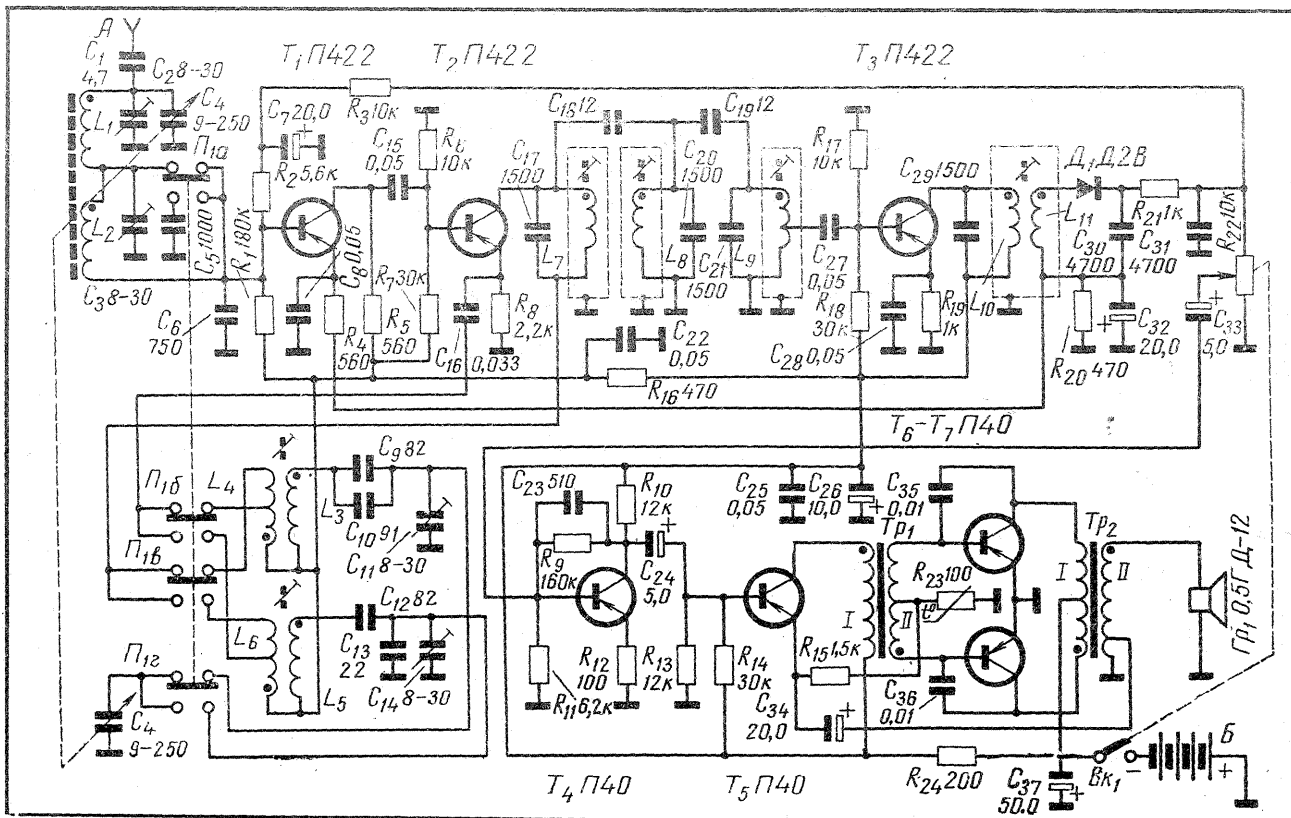 А
C1 4,7
C2 8-30
C4 9-250
L1
П1а
L2
C3 8-30
C5 1000
C6 750
R1 180к
R2 5,6к
C7 20,0
+
T1 П422
T2 П422
T3 П422
R3 10к
C15 0,05
R6 10к
C8 0,05
R4 560
R5 560
R7 30к
C16 0,033
R8 2,2к
C17 1500
L7
C18 12
C19 12
C20 1500
L8
C21 1500
L9
C22 0,05
R16 470
C27 0,05
R17 10к
R18 30к
C28 0,05
R19 1к
C29 1500
L10
L11
Д1 Д2В
C30 4700
R21 1к
C31 4700
R22 10к
R20 470
+
C32 20,0
+
C33 5,0
T6-T7 П40
П1б
L4
L3
C9 82
C10 91
C11 8-30
П1в
L6
L5
C12 82
C13 22
C14 8-30
П1г
C4 9-250
C23 510
R9 160к
R10 12к
+
C24 5,0
R11 6,2к
R12 100
R13 12к
R14 30к
T4 П40
T5 П40
C25 0,05
C26 10,0
+
C35 0,01
Тр1
I
II
R23 100
t°
R15 1,5к
C34 20,0
+
C36 0,01
Тр2
I
II
Гр1 0,5ГД-12
R24 200
C37 50.0
+
Вк1
-
Б
+